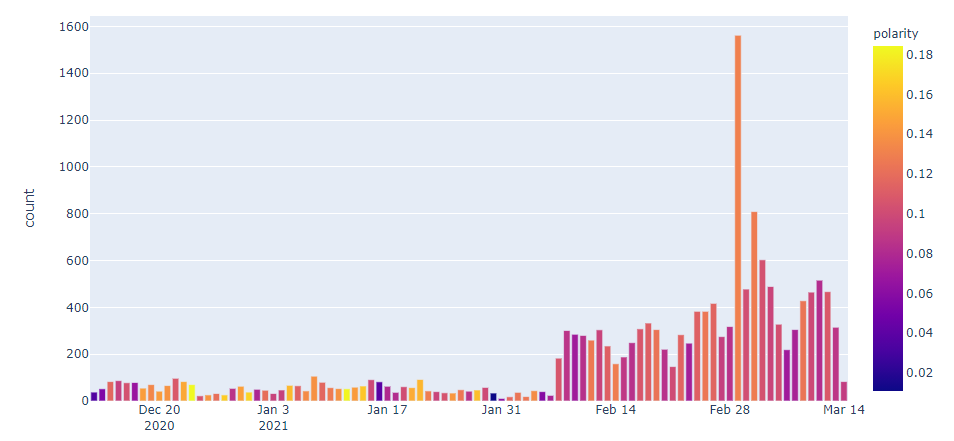 polarity
1600
1400
1200
1000
800
600
400
200
0
count
0.18
0.16
0.14
0.12
0.1
0.08
0.06
0.04
0.02
Dec 20
2020
Jan 3
2021
Jan 17
Jan 31
Feb 14
Feb 28
Mar 14